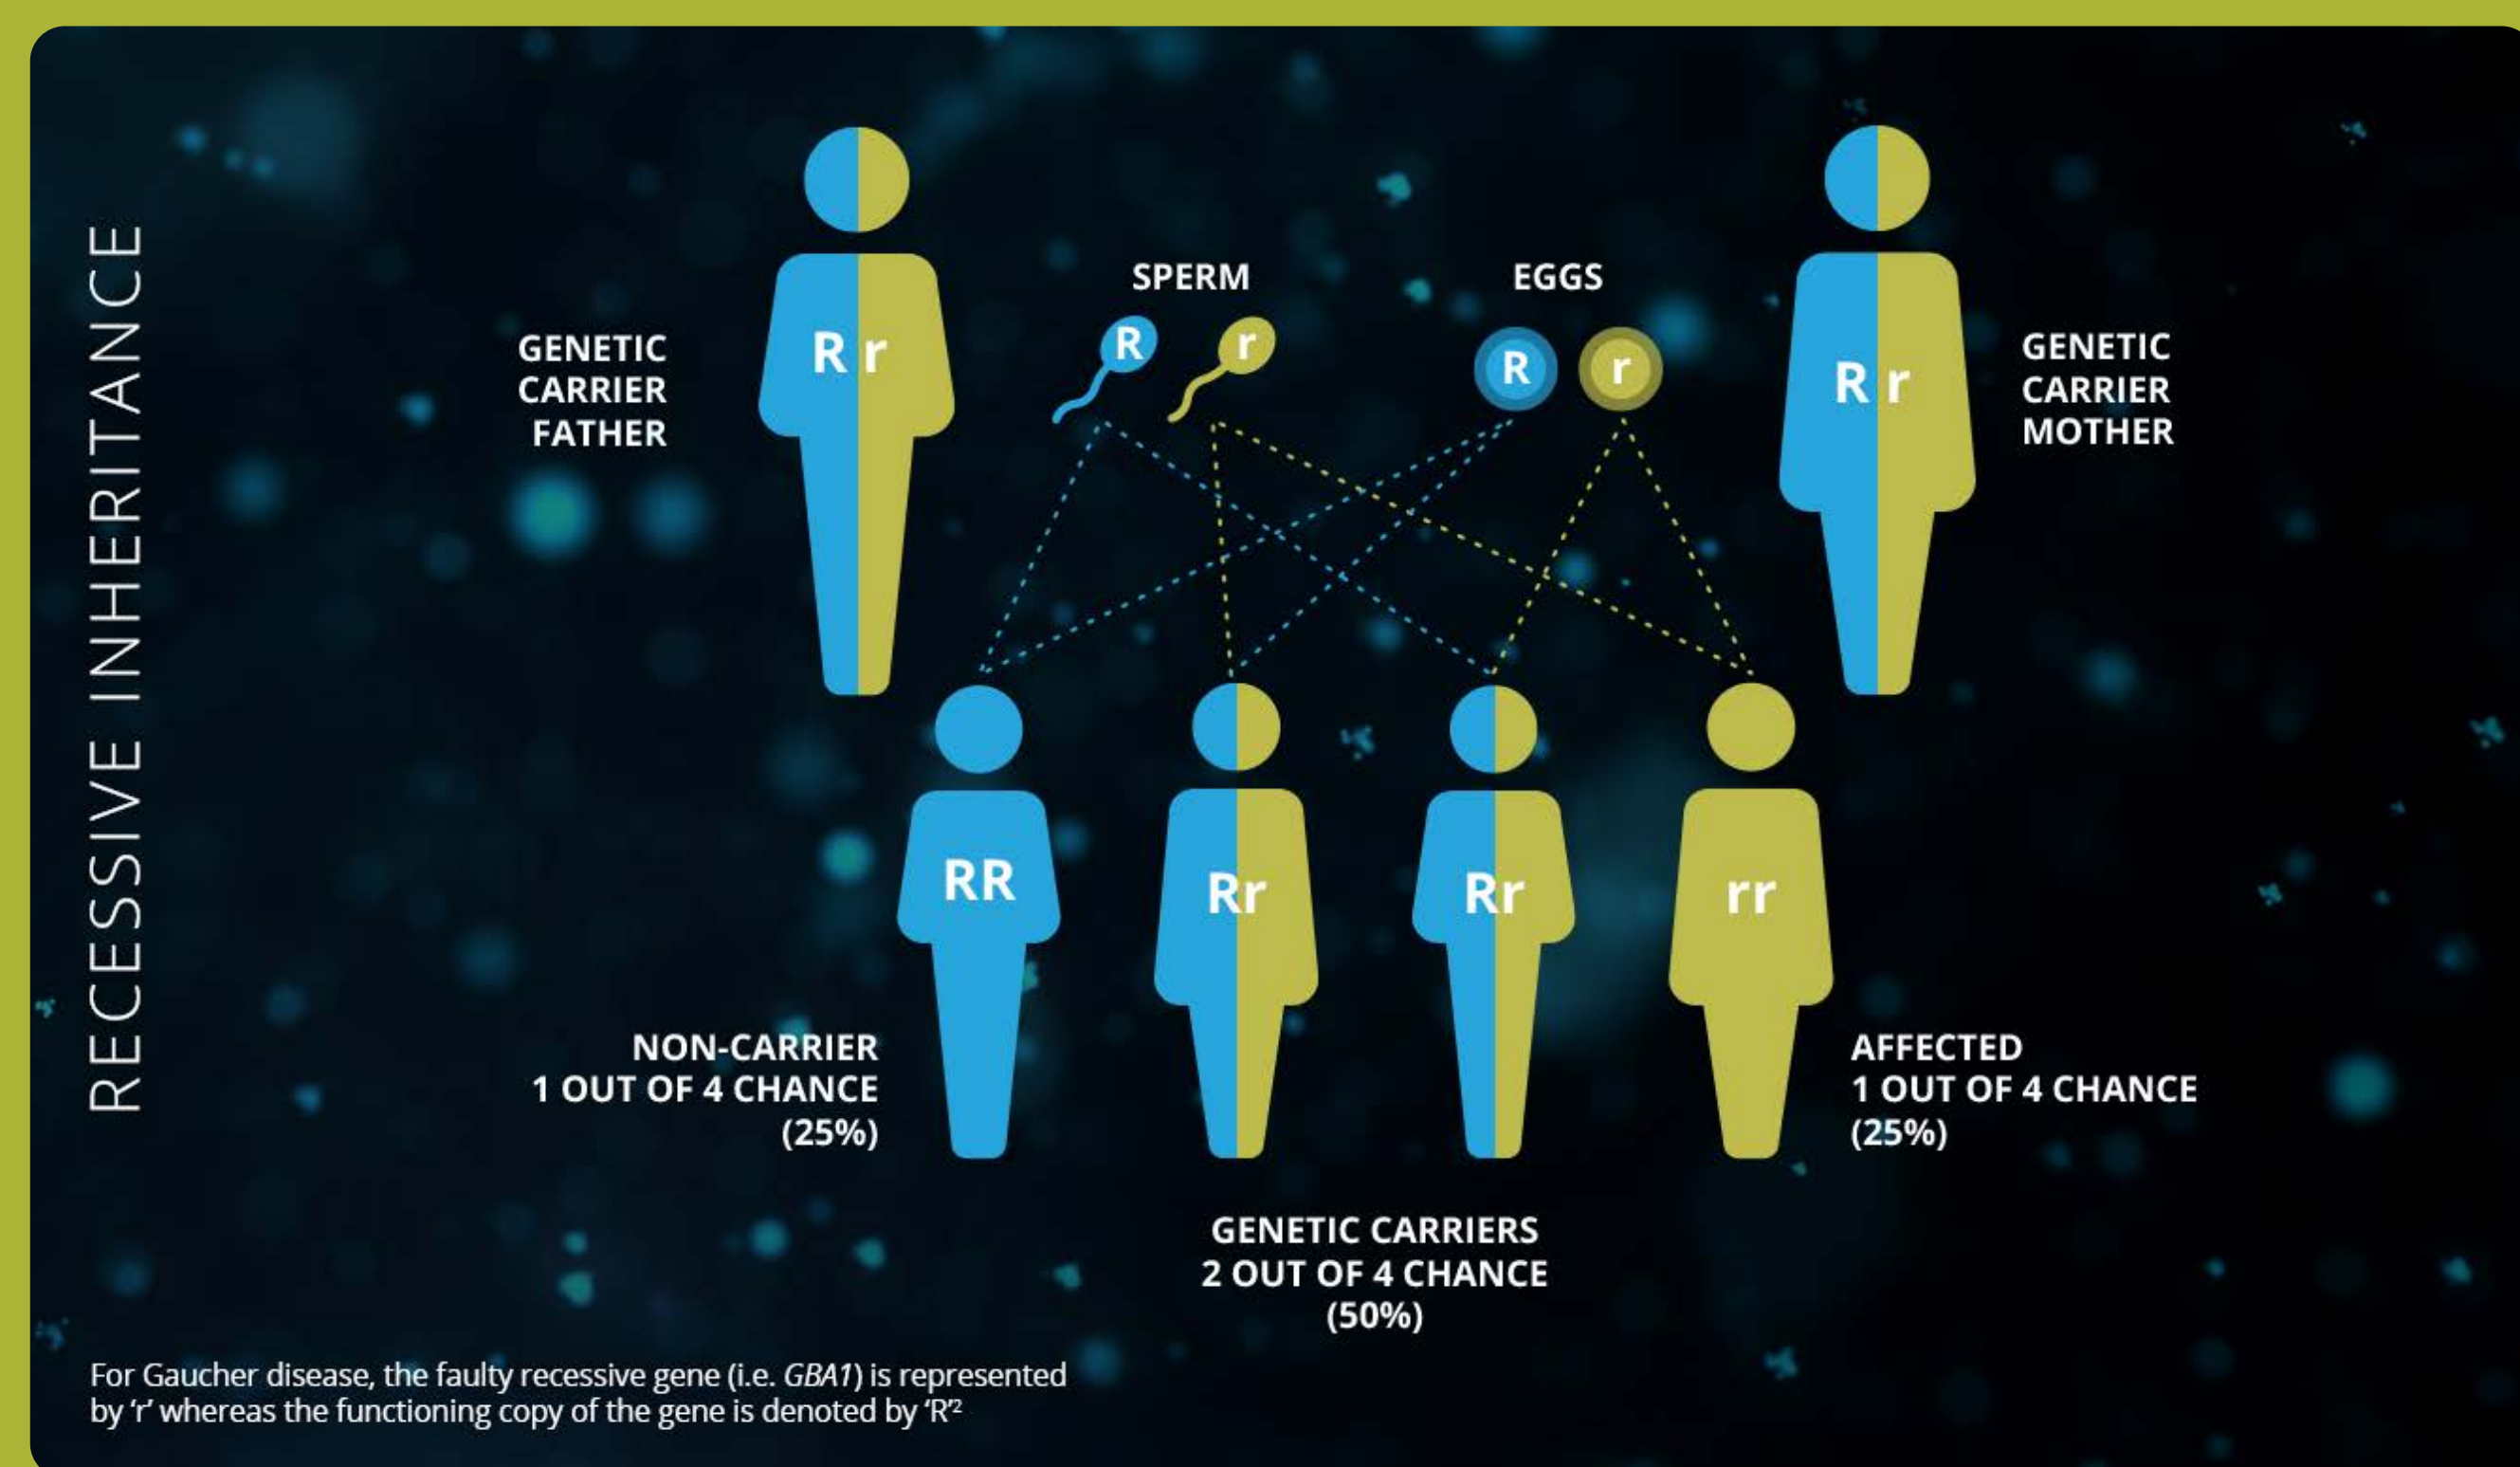 RECESSIVE INHERITANCE
GENETIC
CARRIER
FATHER
R r
SPERM
R
r
EGGS
R
r
R r
GENETIC
CARRIER
MOTHER
RR
Rr
Rr
rr
NON-CARRIER
1 OUT OF 4 CHANCE
(25%)
AFFECTED
1 OUT OF 4 CHANCE
(25%)
GENETIC CARRIERS
2 OUT OF 4 CHANCE
(50%)
For Gaucher disease, the faulty recessive gene (i.e. GBA1) is represented
by ‘r’ whereas the functioning copy of the gene is denoted by ‘R’²